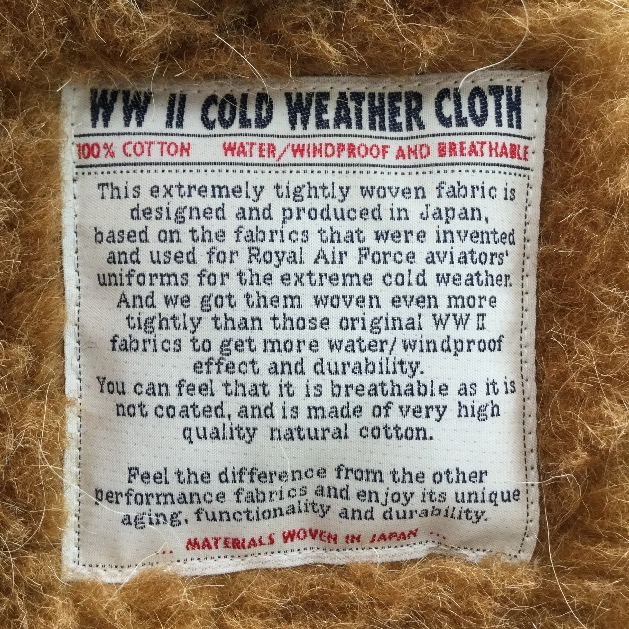 WW II COLD WEATHER CLOTH
100% COTTON WATER/WINDPROOF AND BREATHABLE
This extremely tightly woven fabric is
designed and produced in Japan,
based on the fabrics that were invented
and used for Royal Air Force aviators'
uniforms for the extreme cold weather.
And we got them woven even more
tightly than those original WW II
fabrics to get more water/windproof
effect and durability.
You can feel that it is breathable as it is
not coated, and is made of very high
quality natural cotton.
Feel the difference from the other
performance fabrics and enjoy its unique
aging, functionality and durability.
... MATERIALS WOVEN IN JAPAN ...